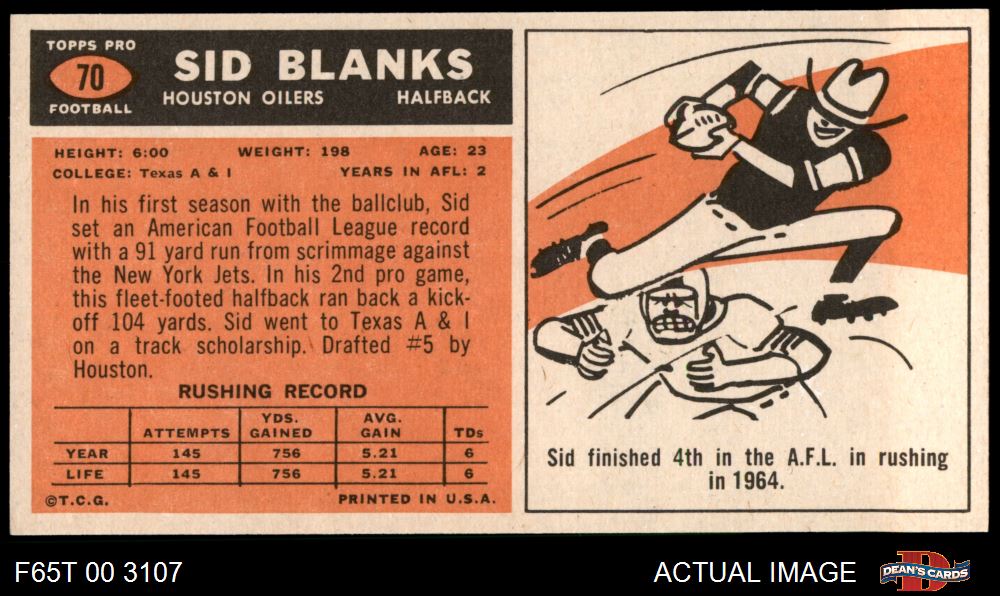 TOPPS PRO
70
FOOTBALL
SID BLANKS
HOUSTON OILERS HALFBACK
HEIGHT: 6:00 WEIGHT: 198 AGE: 23
COLLEGE: Texas A & I YEARS IN AFL: 2
In his first season with the ballclub, Sid
set an American Football League record
with a 91 yard run from scrimmage against
the New York Jets. In his 2nd pro game,
this fleet-footed halfback ran back a kick-
off 104 yards. Sid went to Texas A & I
on a track scholarship. Drafted #5 by
Houston.
RUSHING RECORD
ATTEMPTS YDS. GAINED AVG. GAIN TDs
YEAR 145 756 5.21 6
LIFE 145 756 5.21 6
©T.C.G. PRINTED IN U.S.A.
Sid finished 4th in the A.F.L. in rushing
in 1964.
F65T 00 3107 ACTUAL IMAGE
D
DEAN'S CARDS